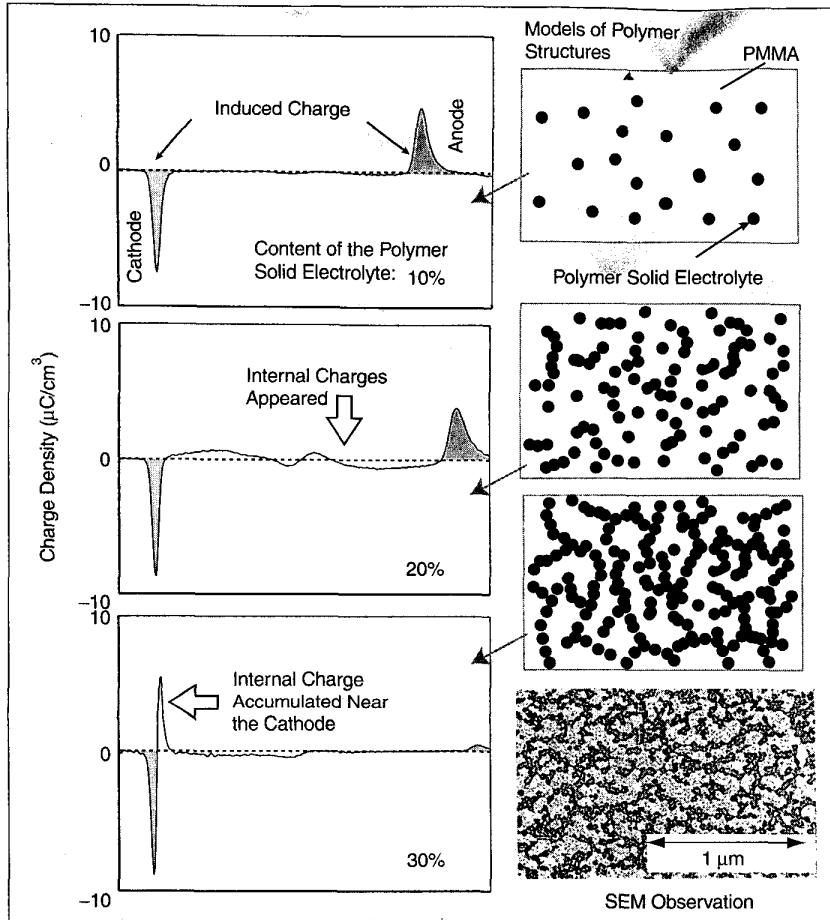 10
0
−10
Induced Charge
Cathode
Anode
Content of the Polymer
Solid Electrolyte: 10%
Models of Polymer
Structures
PMMA
Polymer Solid Electrolyte
Charge Density (μC/cm³)
10
0
−10
Internal Charges
Appeared
20%
10
0
−10
Internal Charge
Accumulated Near
the Cathode
30%
1 μm
SEM Observation